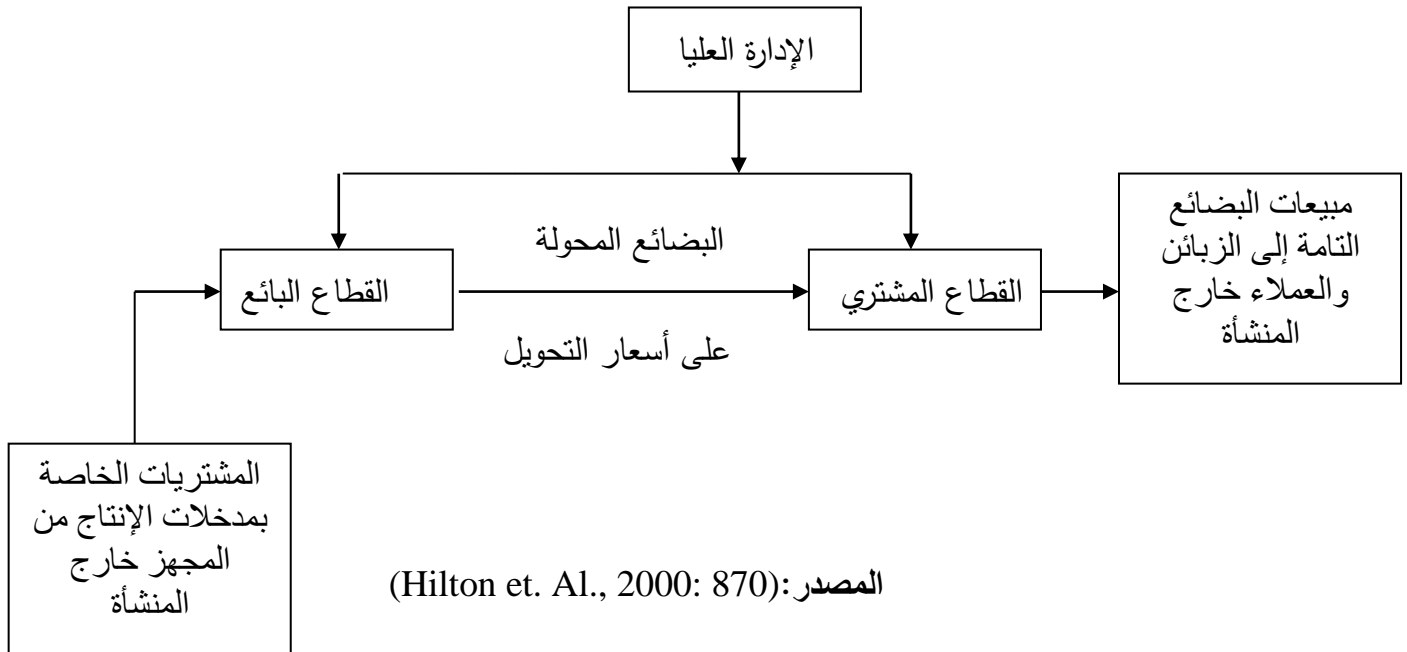 الإدارة العليا
البضائع المحولة
القطاع البائع
القطاع المشتري
على أسعار التحويل
مبيعات البضائع
التامة إلى الزبائن
والعملاء خارج
المنشأة
المشتريات الخاصة
بمدخلات الإنتاج من
المجهز خارج
المنشأة
المصدر:(Hilton et. Al., 2000: 870)